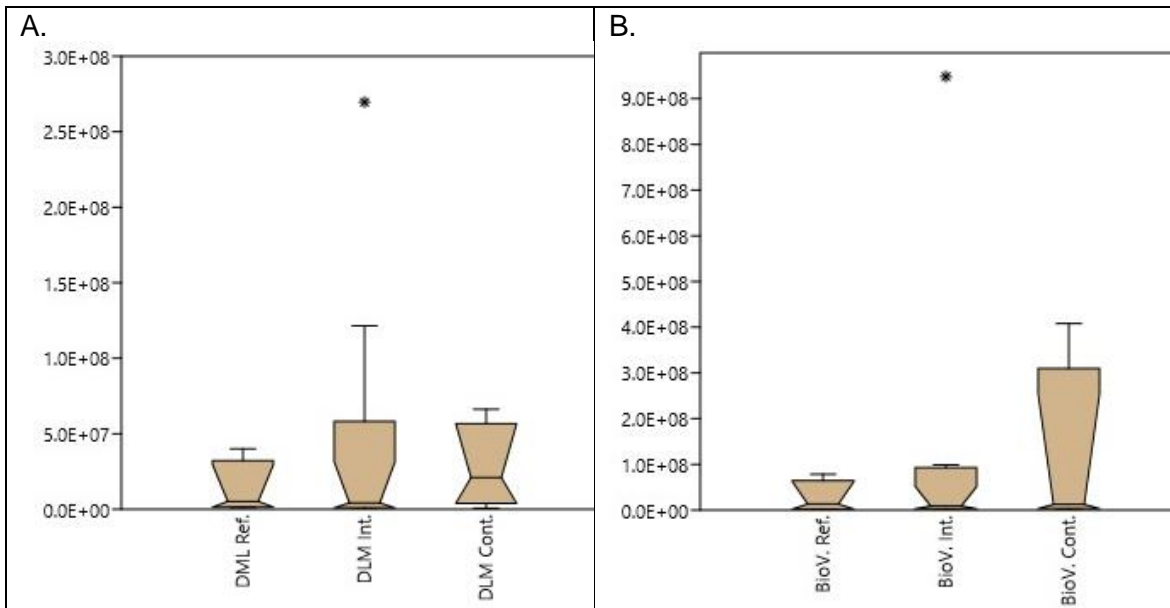 A.
3.0E+08
2.5E+08
2.0E+08
1.5E+08
1.0E+08
5.0E+07
0.0E+00
DML Ref.
DLM Int.
DLM Cont.
B.
9.0E+08
8.0E+08
7.0E+08
6.0E+08
5.0E+08
4.0E+08
3.0E+08
2.0E+08
1.0E+08
0.0E+00
BioV. Ref.
BioV. Int.
BioV. Cont.